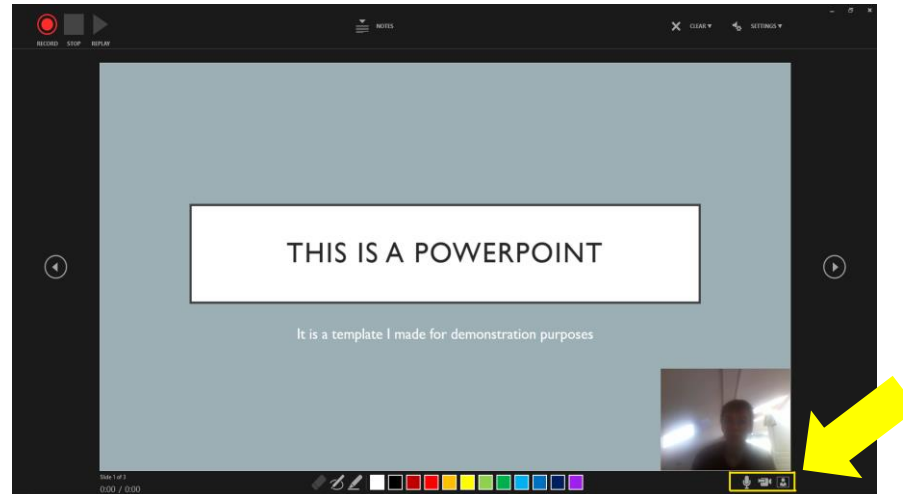 RECORD STOP REPLAY
NOTES
CLEAR
SETTINGS
THIS IS A POWERPOINT
It is a template I made for demonstration purposes
Slide 1 of 3
0:00 / 0:00